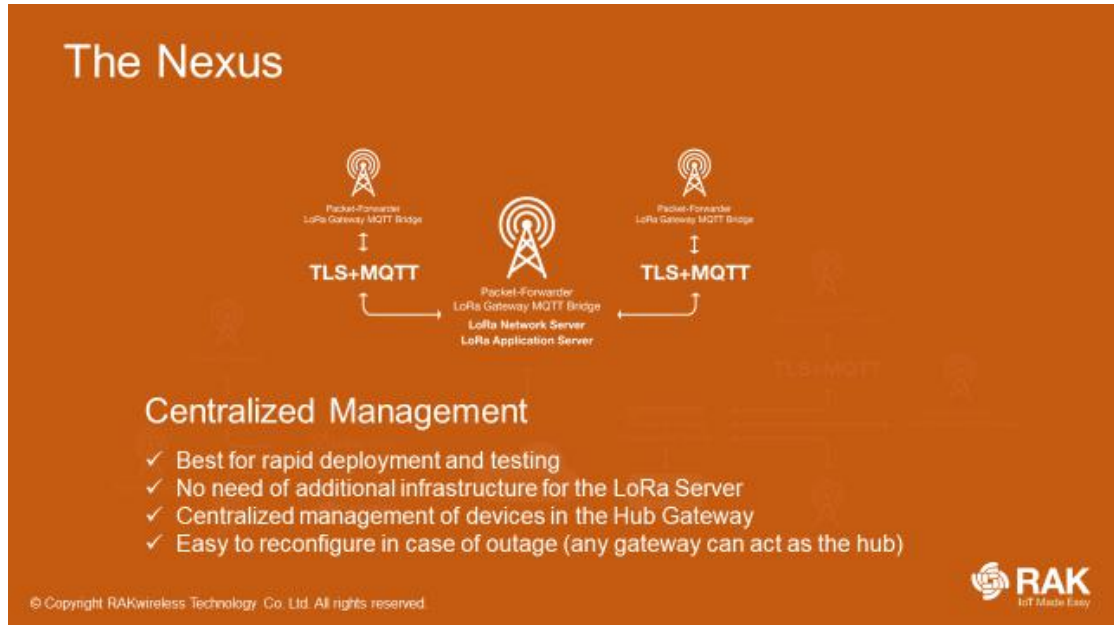 The Nexus
Packet-Forwarder
LoRa Gateway MQTT Bridge
TLS+MQTT
Packet-Forwarder
LoRa Gateway MQTT Bridge
LoRa Network Server
LoRa Application Server
Packet-Forwarder
LoRa Gateway MQTT Bridge
TLS+MQTT
TLS+MQTT
Centralized Management
✓ Best for rapid deployment and testing
✓ No need of additional infrastructure for the LoRa Server
✓ Centralized management of devices in the Hub Gateway
✓ Easy to reconfigure in case of outage (any gateway can act as the hub)
© Copyright RAKwireless Technology Co. Ltd. All rights reserved.
RAK
IoT Made Easy